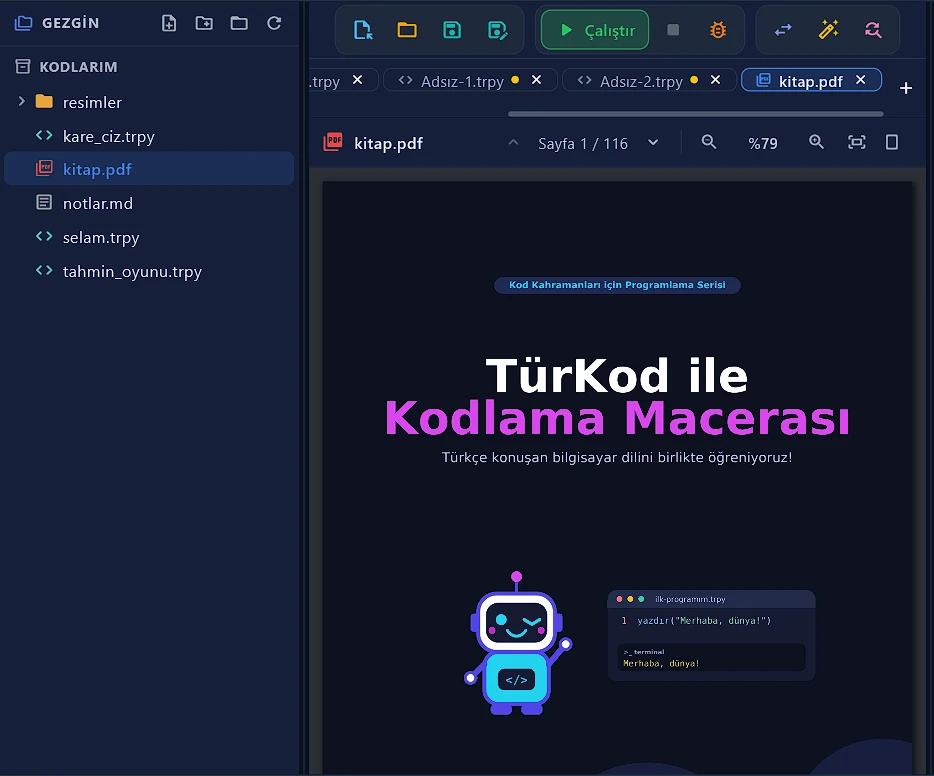 GEZGİN
KODLARIM
resimler
kare_ciz.trpy
kitap.pdf
notlar.md
selam.trpy
tahmin_oyunu.trpy
Çalıştır
.trpy
Adsız-1.trpy
Adsız-2.trpy
kitap.pdf
PDF kitap.pdf
Sayfa 1 / 116
%79
Kod Kahramanları için Programlama Serisi
TürKod ile
Kodlama Macerası
Türkçe konuşan bilgisayar dilini birlikte öğreniyoruz!
</>
ilk-programım.trpy
1 yazdır("Merhaba, dünya!")
>_ terminal
Merhaba, dünya!